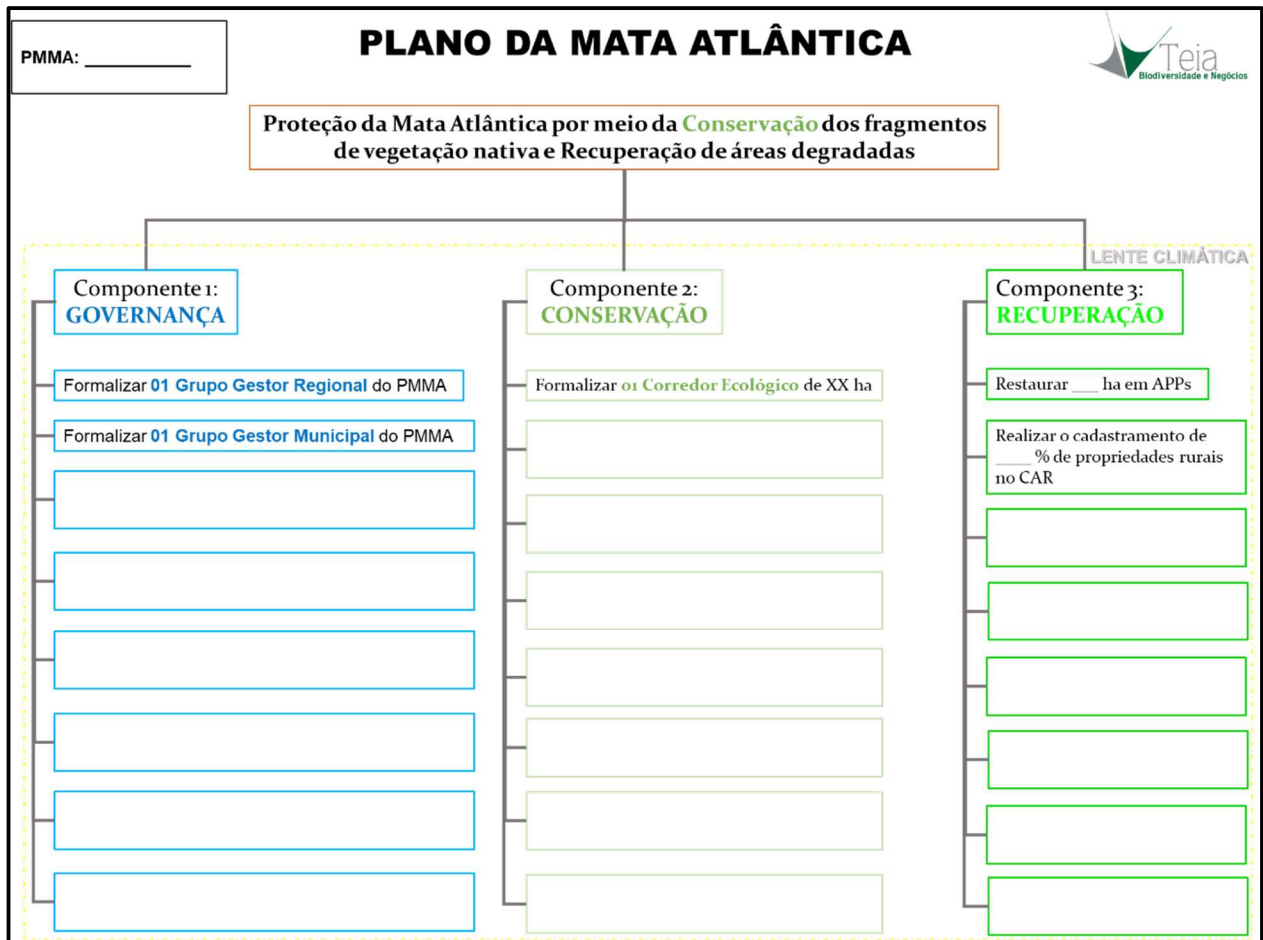 PMMA: ___________
PLANO DA MATA ATLÂNTICA
Teia
Biodiversidade e Negócios
Proteção da Mata Atlântica por meio da Conservação dos fragmentos
de vegetação nativa e Recuperação de áreas degradadas
LENTE CLIMÁTICA
Componente 1:
GOVERNANÇA
Formalizar 01 Grupo Gestor Regional do PMMA
Formalizar 01 Grupo Gestor Municipal do PMMA
Componente 2:
CONSERVAÇÃO
Formalizar 01 Corredor Ecológico de XX ha
Componente 3:
RECUPERAÇÃO
Restaurar ___ ha em APPs
Realizar o cadastramento de
____ % de propriedades rurais
no CAR